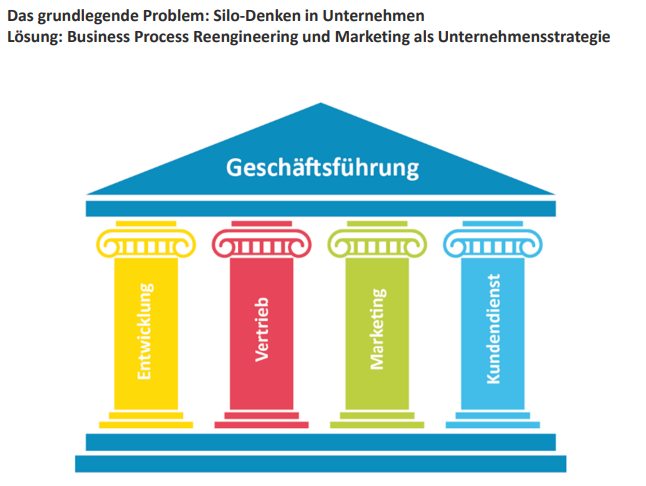 Das grundlegende Problem: Silo-Denken in Unternehmen
Lösung: Business Process Reengineering und Marketing als Unternehmensstrategie
Geschäftsführung
Entwicklung
Vertrieb
Marketing
Kundendienst